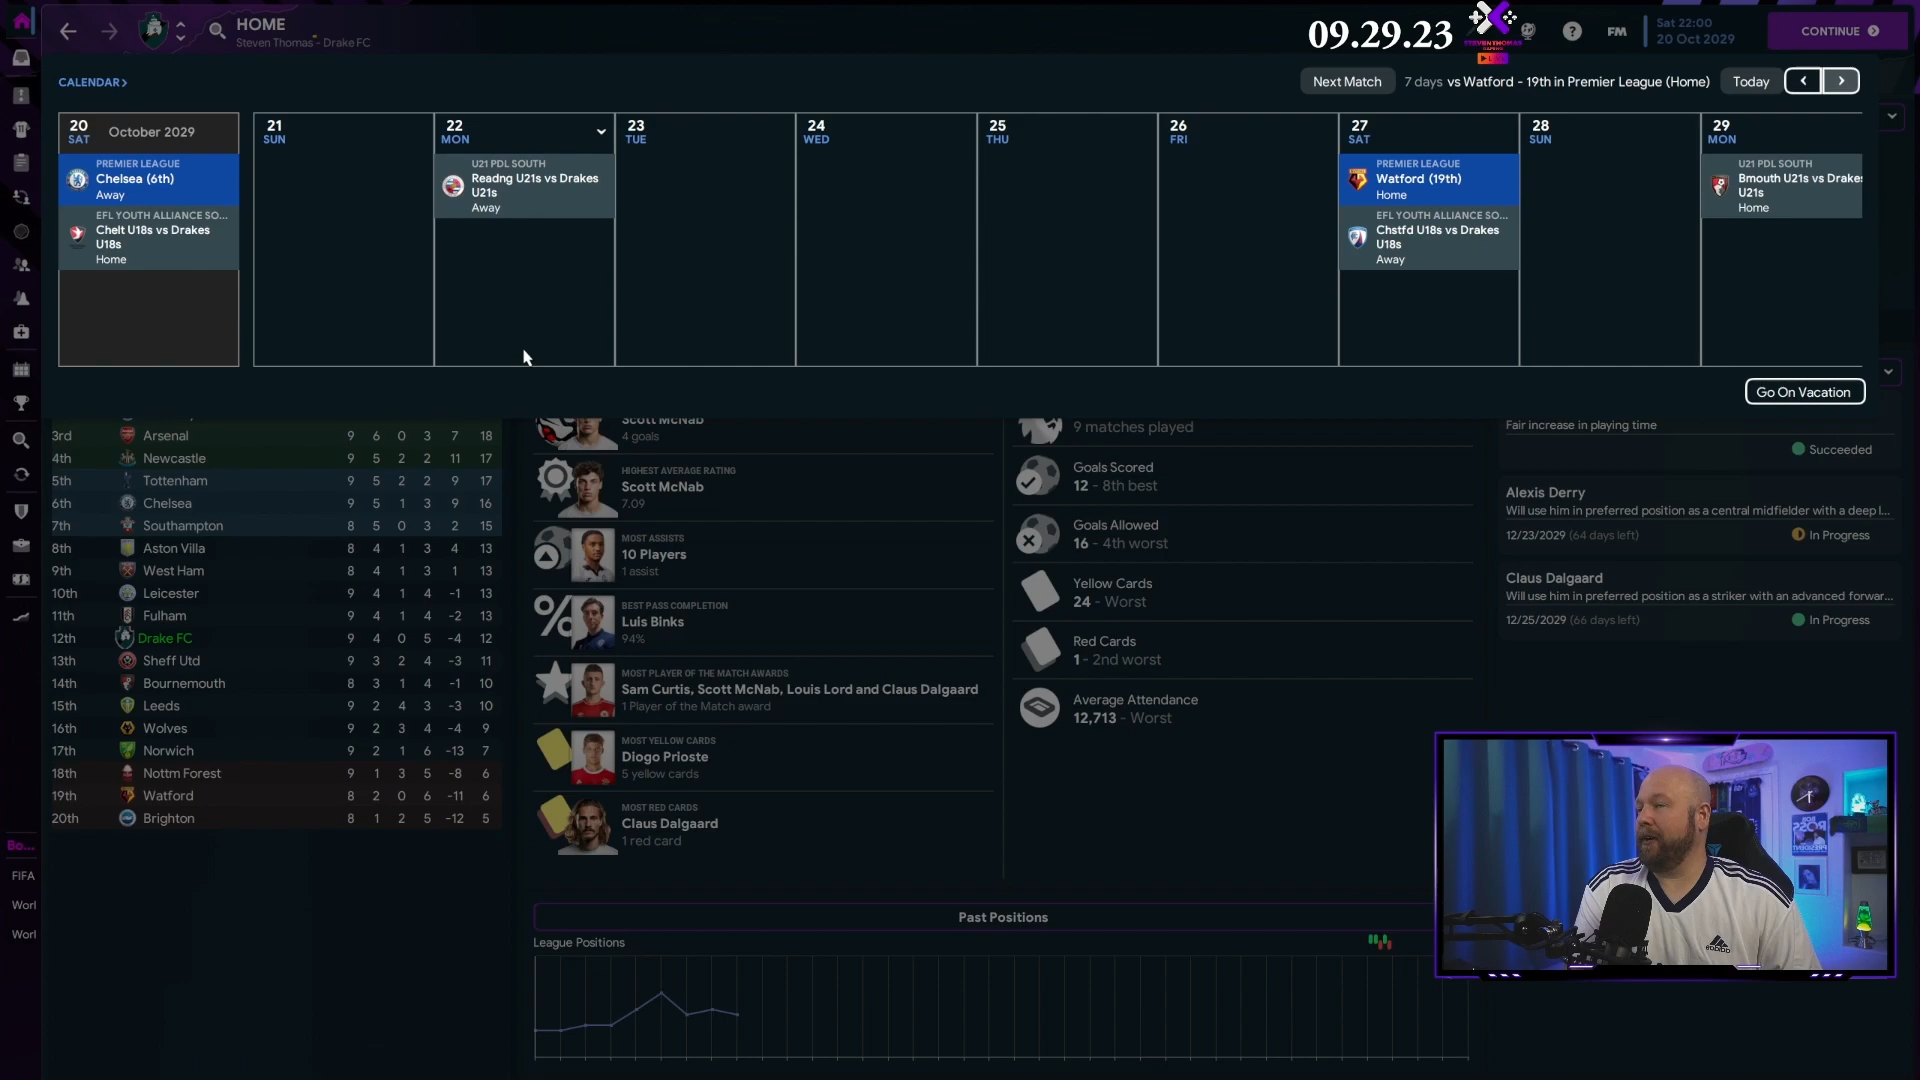 HOME
Steven Thomas - Drake FC
09.29.23
FM
Sat 22:00
20 Oct 2029
CONTINUE
CALENDAR>
Next Match
7 days vs Watford - 19th in Premier League (Home)
Today
20
SAT
October 2029
21
SUN
22
MON
23
TUE
24
WED
25
THU
26
FRI
27
SAT
28
SUN
29
MON
PREMIER LEAGUE
Chelsea (6th)
Away
EFL YOUTH ALLIANCE SO...
Chelt U18s vs Drakes
U18s
Home
U21 PDL SOUTH
Readng U21s vs Drakes
U21s
Away
PREMIER LEAGUE
Watford (19th)
Home
EFL YOUTH ALLIANCE SO...
Chstfd U18s vs Drakes
U18s
Away
U21 PDL SOUTH
Bmouth U21s vs Drakes
U21s
Home
Go On Vacation
3rd Arsenal 9 6 0 3 7 18
4th Newcastle 9 5 2 2 11 17
5th Tottenham 9 5 2 2 9 17
6th Chelsea 9 5 1 3 9 16
7th Southampton 8 5 0 3 2 15
8th Aston Villa 8 4 1 3 4 13
9th West Ham 8 4 1 3 1 13
10th Leicester 9 4 1 4 -1 13
11th Fulham 9 4 1 4 -2 13
12th Drake FC 9 4 0 5 -4 12
13th Sheff Utd 9 3 2 4 -3 11
14th Bournemouth 8 3 1 4 -1 10
15th Leeds 9 2 4 3 -3 10
16th Wolves 9 2 3 4 -4 9
17th Norwich 9 2 1 6 -13 7
18th Nottm Forest 9 1 3 5 -8 6
19th Watford 8 2 0 6 -11 6
20th Brighton 8 1 2 5 -12 5
Scott McNab
4 goals
HIGHEST AVERAGE RATING
Scott McNab
7.09
MOST ASSISTS
10 Players
1 assist
BEST PASS COMPLETION
Luis Binks
94%
MOST PLAYER OF THE MATCH AWARDS
Sam Curtis, Scott McNab, Louis Lord and Claus Dalgaard
1 Player of the Match award
MOST YELLOW CARDS
Diogo Prioste
5 yellow cards
MOST RED CARDS
Claus Dalgaard
1 red card
9 matches played
Goals Scored
12 - 8th best
Goals Allowed
16 - 4th worst
Yellow Cards
24 - Worst
Red Cards
1 - 2nd worst
Average Attendance
12,713 - Worst
Fair increase in playing time
Succeeded
Alexis Derry
Will use him in preferred position as a central midfielder with a deep l...
12/23/2029 (64 days left)
In Progress
Claus Dalgaard
Will use him in preferred position as a striker with an advanced forwar...
12/25/2029 (66 days left)
In Progress
Past Positions
League Positions
Bo...
FIFA
Worl
Worl
adidas